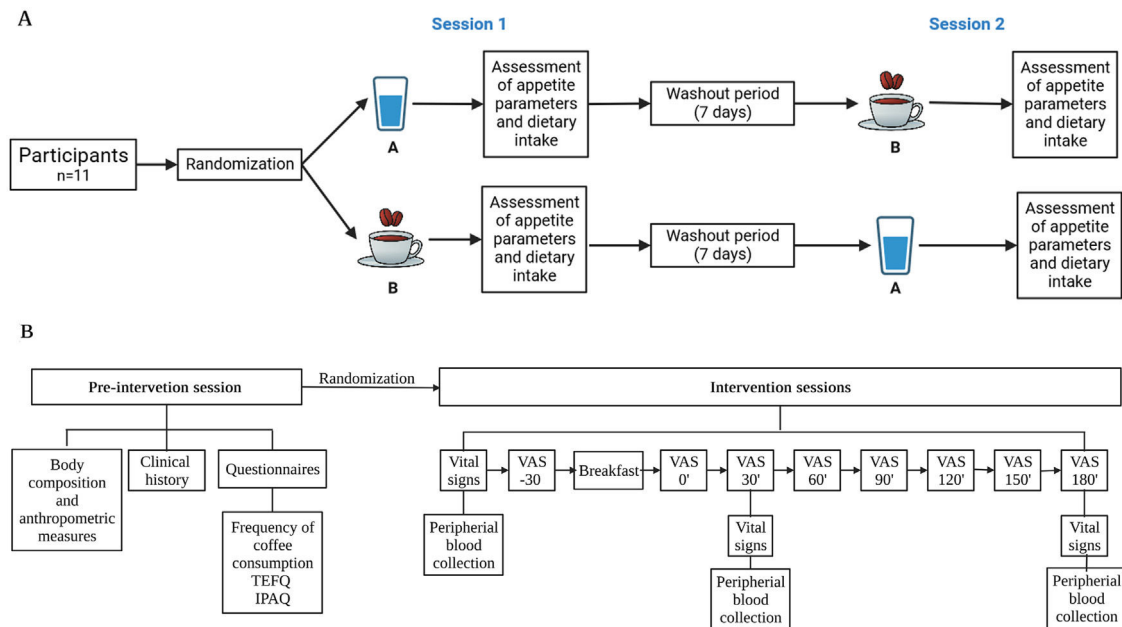 A
Session 1
Session 2
Participants
n=11
Randomization
A
Assessment
of appetite
parameters
and dietary
intake
Washout period
(7 days)
B
Assessment
of appetite
parameters
and dietary
intake
B
Assessment
of appetite
parameters
and dietary
intake
Washout period
(7 days)
A
Assessment
of appetite
parameters
and dietary
intake
B
Pre-intervetion session
Randomization
Intervention sessions
Body
composition
and
anthropometric
measures
Clinical
history
Questionnaires
Frequency of
coffee
consumption
TEFQ
IPAQ
Vital
signs
VAS
-30
Breakfast
VAS
0'
VAS
30'
VAS
60'
VAS
90'
VAS
120'
VAS
150'
VAS
180'
Peripherial
blood
collection
Vital
signs
Peripherial
blood
collection
Vital
signs
Peripherial
blood
collection